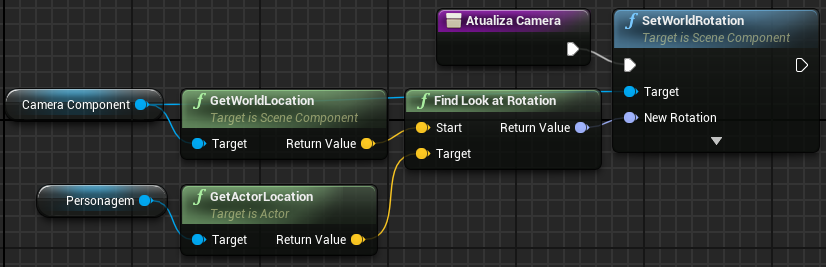 Atualiza Camera
SetWorldRotation
Target is Scene Component
Target
New Rotation
Camera Component
GetWorldLocation
Target is Scene Component
Target
Return Value
Find Look at Rotation
Start
Return Value
Target
Personagem
GetActorLocation
Target is Actor
Target
Return Value